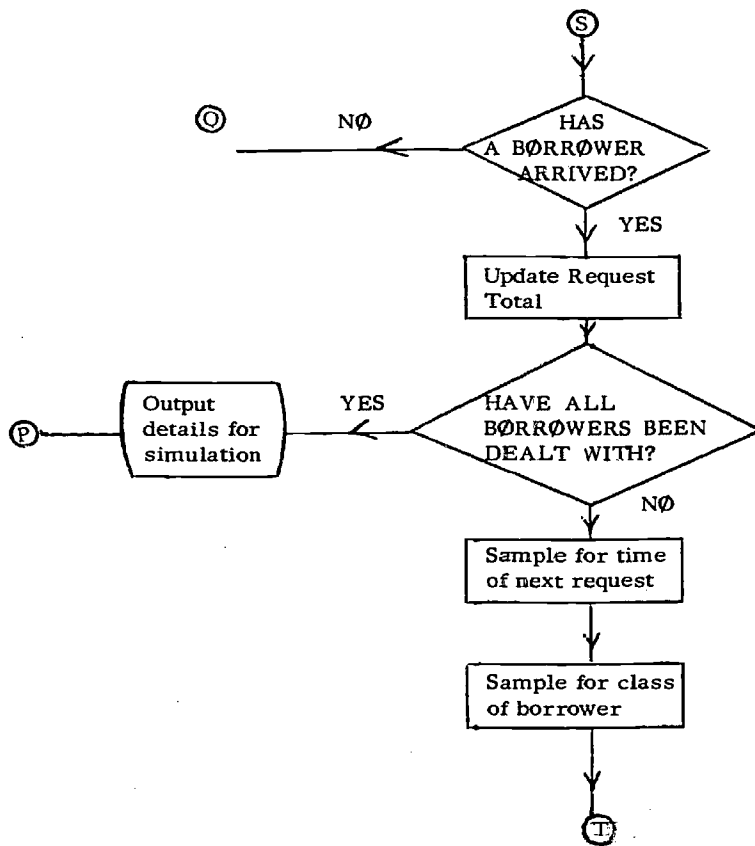 S
HAS
A BØRRØWER
ARRIVED?
NØ
Q
YES
Update Request
Total
HAVE ALL
BØRRØWERS BEEN
DEALT WITH?
YES
Output
details for
simulation
P
NØ
Sample for time
of next request
Sample for class
of borrower
T